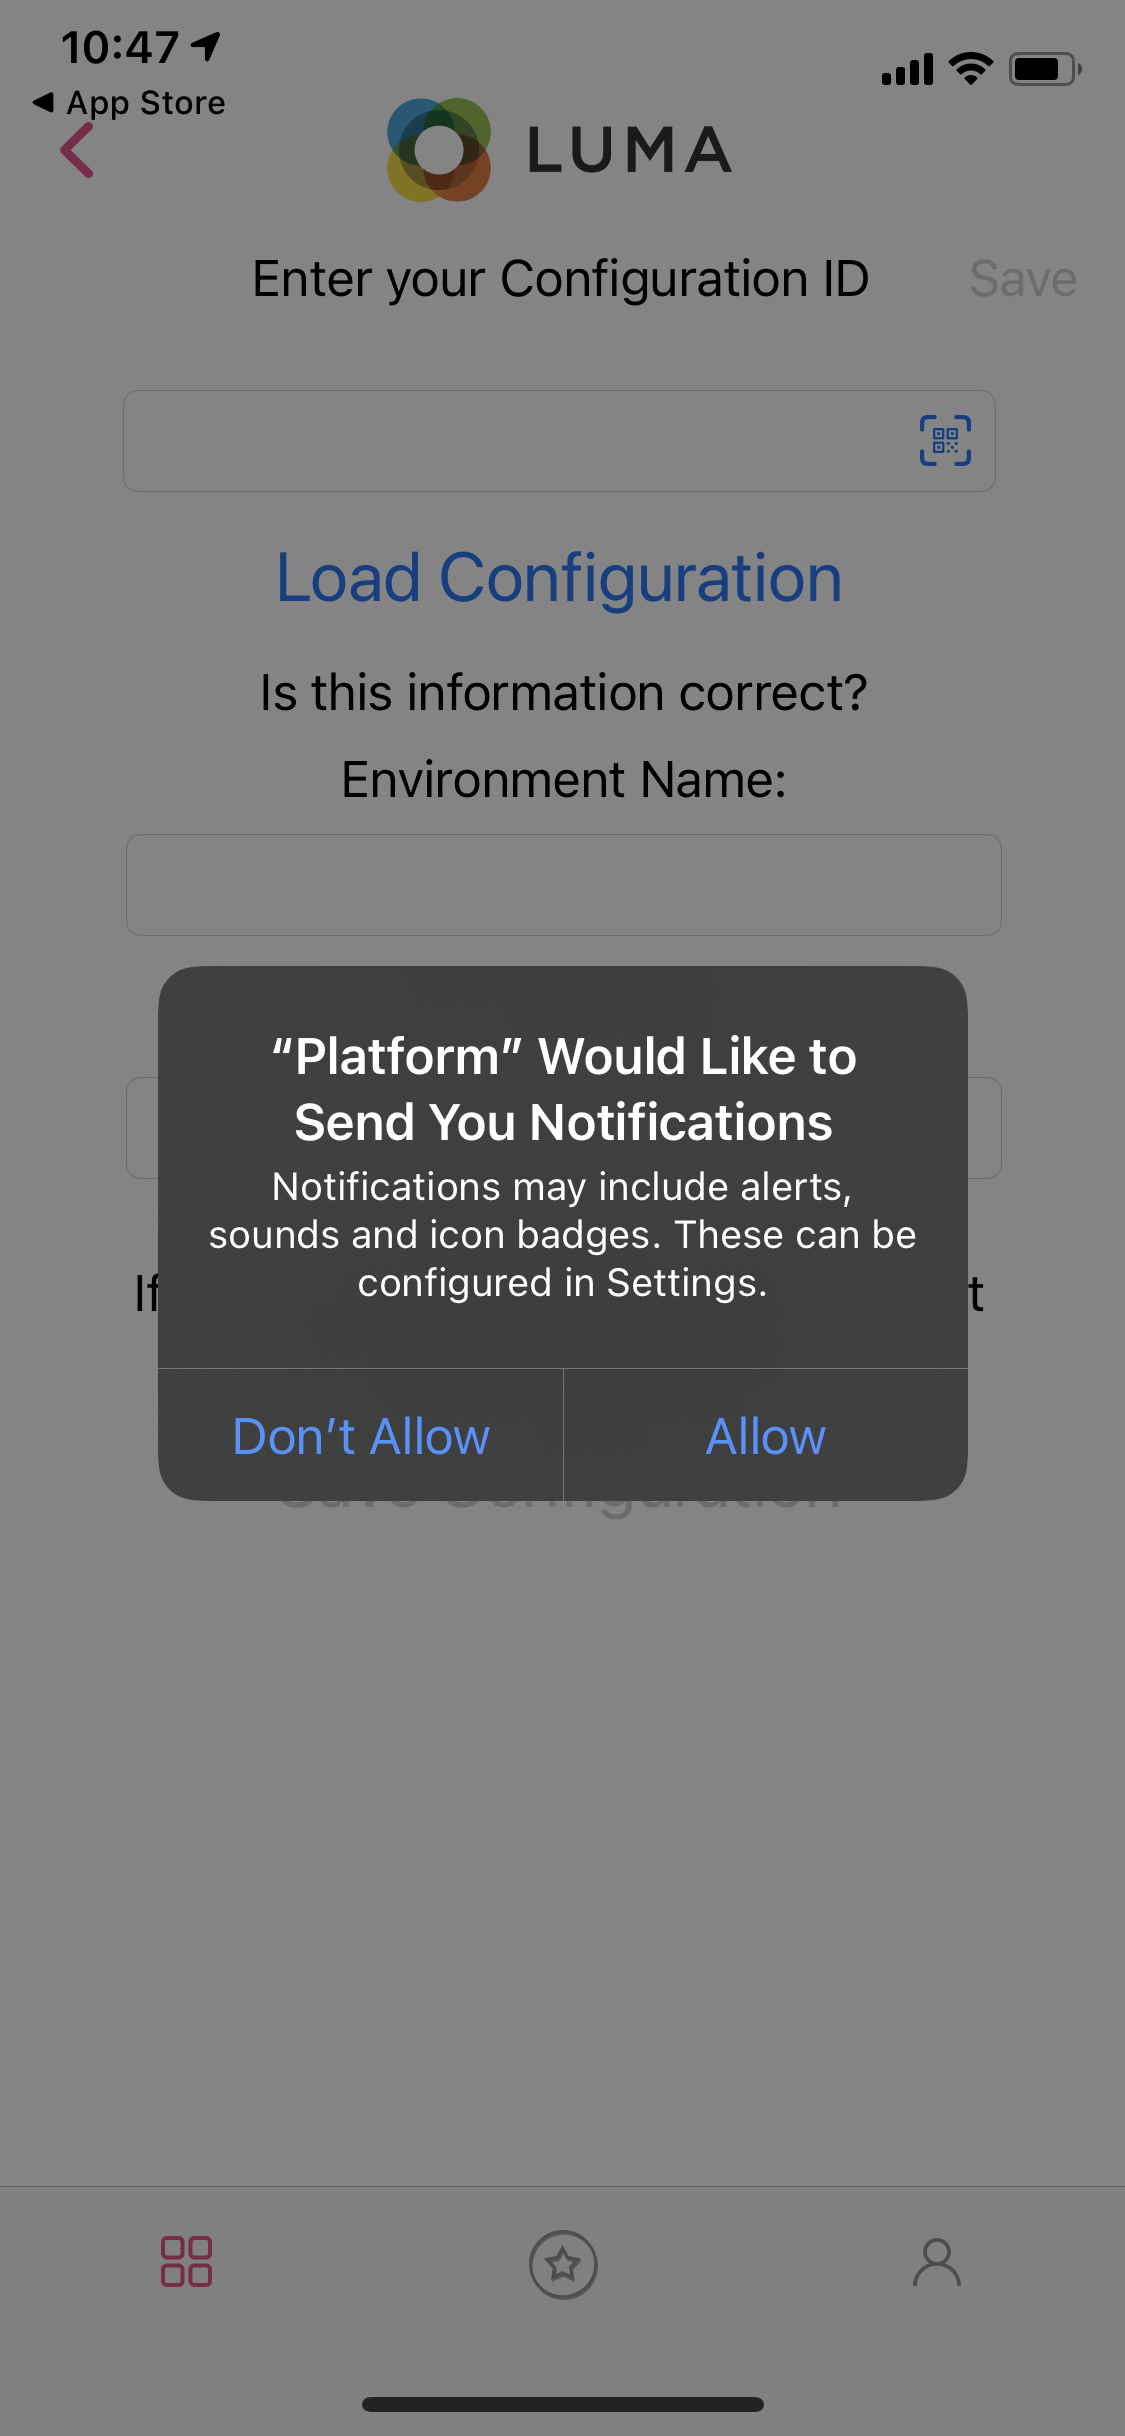 10:47
App Store
LUMA
Enter your Configuration ID
Save
Load Configuration
Is this information correct?
Environment Name:
“Platform” Would Like to
Send You Notifications
Notifications may include alerts,
sounds and icon badges. These can be
configured in Settings.
If
Don’t Allow
Allow
Save Configuration